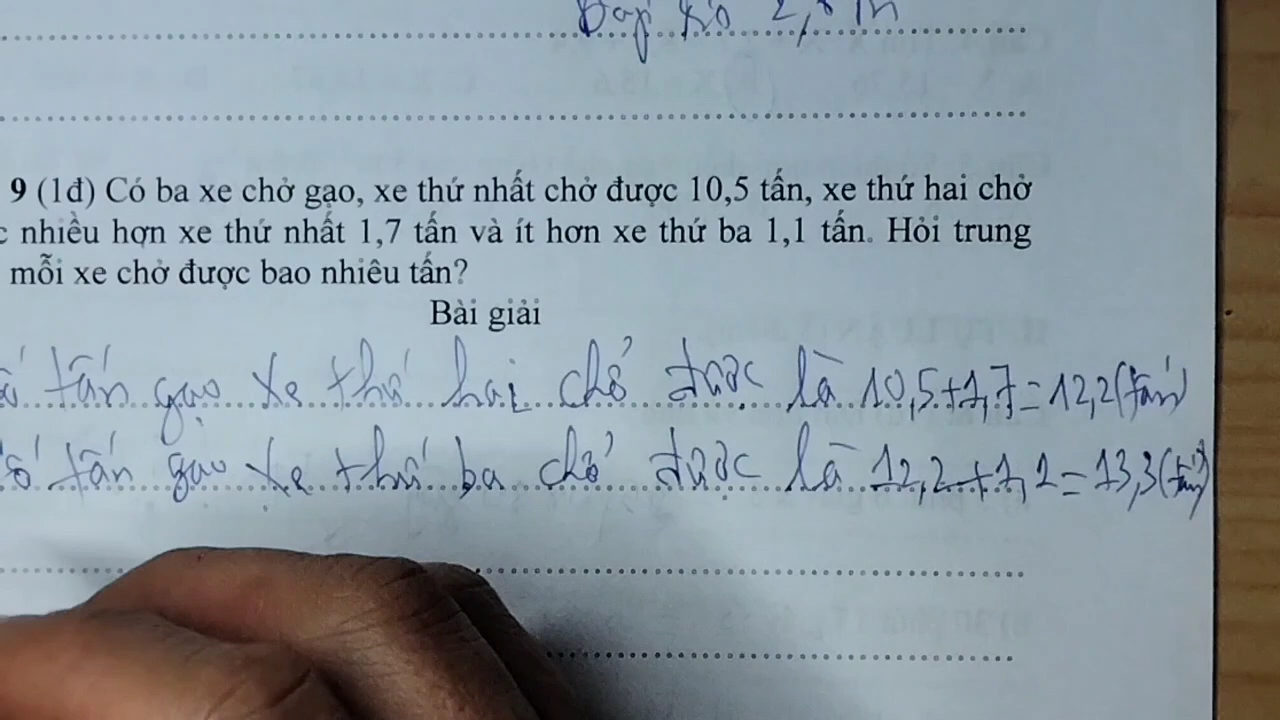 Đáp số 2,8 m
9 (1đ) Có ba xe chở gạo, xe thứ nhất chở được 10,5 tấn, xe thứ hai chở
c nhiều hơn xe thứ nhất 1,7 tấn và ít hơn xe thứ ba 1,1 tấn. Hỏi trung
mỗi xe chở được bao nhiêu tấn?
Bài giải
ố tấn gạo xe thứ hai chở được là 10,5+1,7=12,2(tấn)
ố tấn gạo xe thứ ba chở được là 12,2+1,1=13,3(tấn)